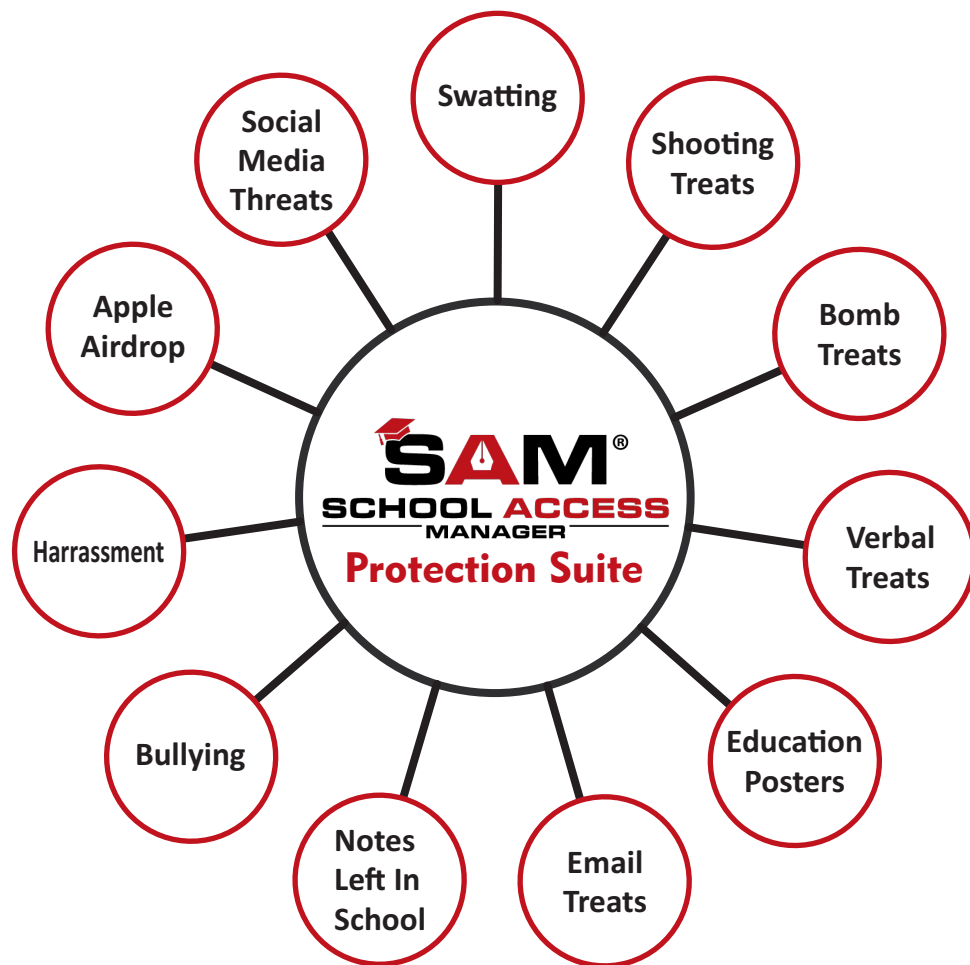 Swatting
Shooting
Treats
Bomb
Treats
Verbal
Treats
Education
Posters
Email
Treats
Notes
Left In
School
Bullying
Harrassment
Apple
Airdrop
Social
Media
Threats
SAM®
SCHOOL ACCESS
MANAGER
Protection Suite